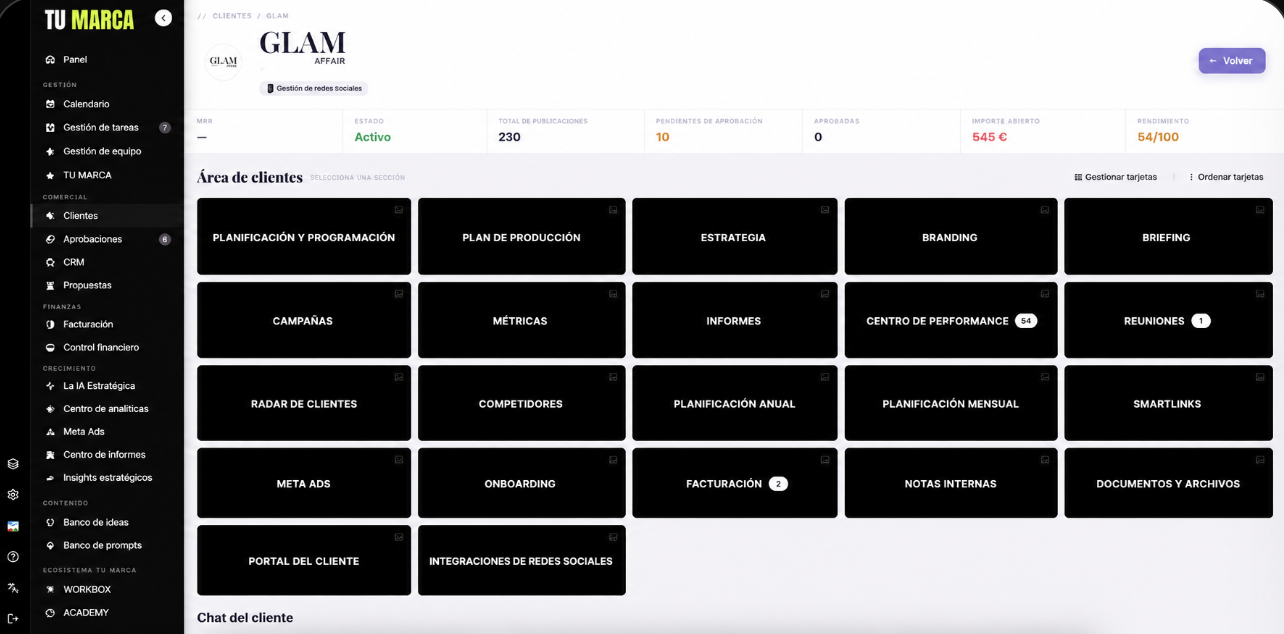 TU MARCA
Panel
GESTIÓN
Calendario
Gestión de tareas 7
Gestión de equipo
TU MARCA
COMERCIAL
Clientes
Aprobaciones 6
CRM
Propuestas
FINANZAS
Facturación
Control financiero
CRECIMIENTO
La IA Estratégica
Centro de analíticas
Meta Ads
Centro de informes
Insights estratégicos
CONTENIDO
Banco de ideas
Banco de prompts
ECOSISTEMA TU MARCA
WORKBOX
ACADEMY
// CLIENTES / GLAM
GLAM
GLAM
AFFAIR
Gestión de redes sociales
← Volver
MRR
—
ESTADO
Activo
TOTAL DE PUBLICACIONES
230
PENDIENTES DE APROBACIÓN
10
APROBADAS
0
IMPORTE ABIERTO
545 €
RENDIMIENTO
54/100
Área de clientes SELECCIONA UNA SECCIÓN
Gestionar tarjetas
Ordenar tarjetas
PLANIFICACIÓN Y PROGRAMACIÓN
PLAN DE PRODUCCIÓN
ESTRATEGIA
BRANDING
BRIEFING
CAMPAÑAS
MÉTRICAS
INFORMES
CENTRO DE PERFORMANCE 54
REUNIONES 1
RADAR DE CLIENTES
COMPETIDORES
PLANIFICACIÓN ANUAL
PLANIFICACIÓN MENSUAL
SMARTLINKS
META ADS
ONBOARDING
FACTURACIÓN 2
NOTAS INTERNAS
DOCUMENTOS Y ARCHIVOS
PORTAL DEL CLIENTE
INTEGRACIONES DE REDES SOCIALES
Chat del cliente